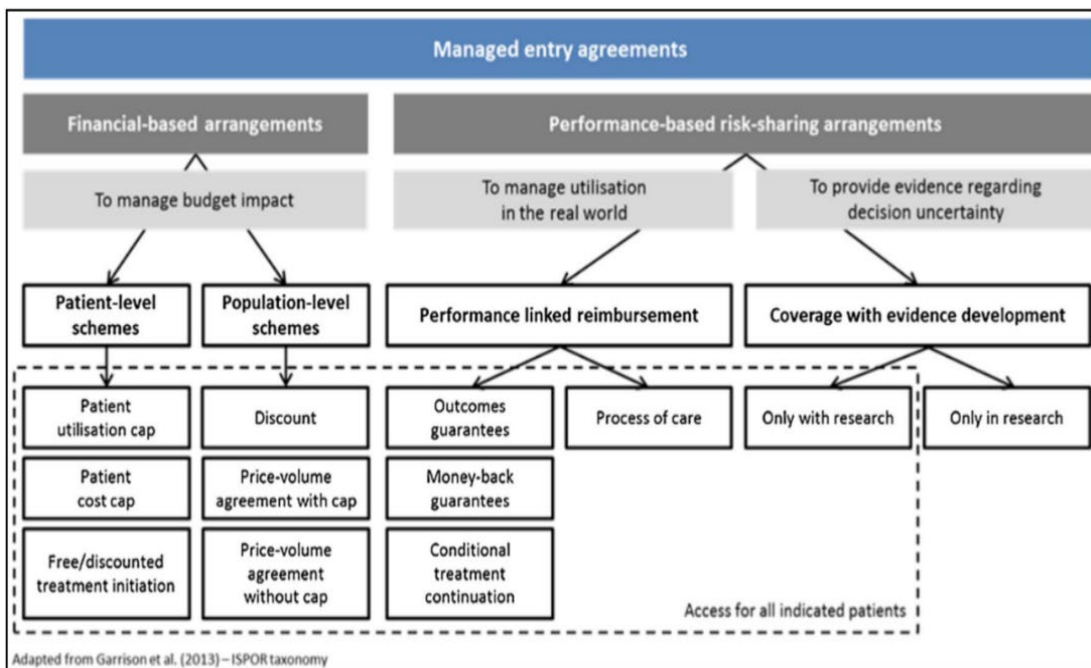 Managed entry agreements
Financial-based arrangements
Performance-based risk-sharing arrangements
To manage budget impact
To manage utilisation
in the real world
To provide evidence regarding
decision uncertainty
Patient-level
schemes
Population-level
schemes
Performance linked reimbursement
Coverage with evidence development
Patient
utilisation cap
Discount
Outcomes
guarantees
Process of care
Only with research
Only in research
Patient
cost cap
Price-volume
agreement with cap
Money-back
guarantees
Free/discounted
treatment initiation
Price-volume
agreement
without cap
Conditional
treatment
continuation
Access for all indicated patients
Adapted from Garrison et al. (2013) – ISPOR taxonomy